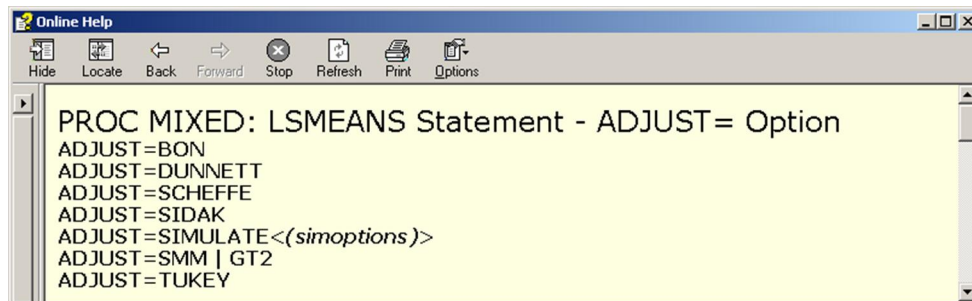 Online Help
Hide Locate Back Forward Stop Refresh Print Options
PROC MIXED: LSMEANS Statement - ADJUST= Option
ADJUST=BON
ADJUST=DUNNETT
ADJUST=SCHEFFE
ADJUST=SIDAK
ADJUST=SIMULATE<(simoptions)>
ADJUST=SMM | GT2
ADJUST=TUKEY